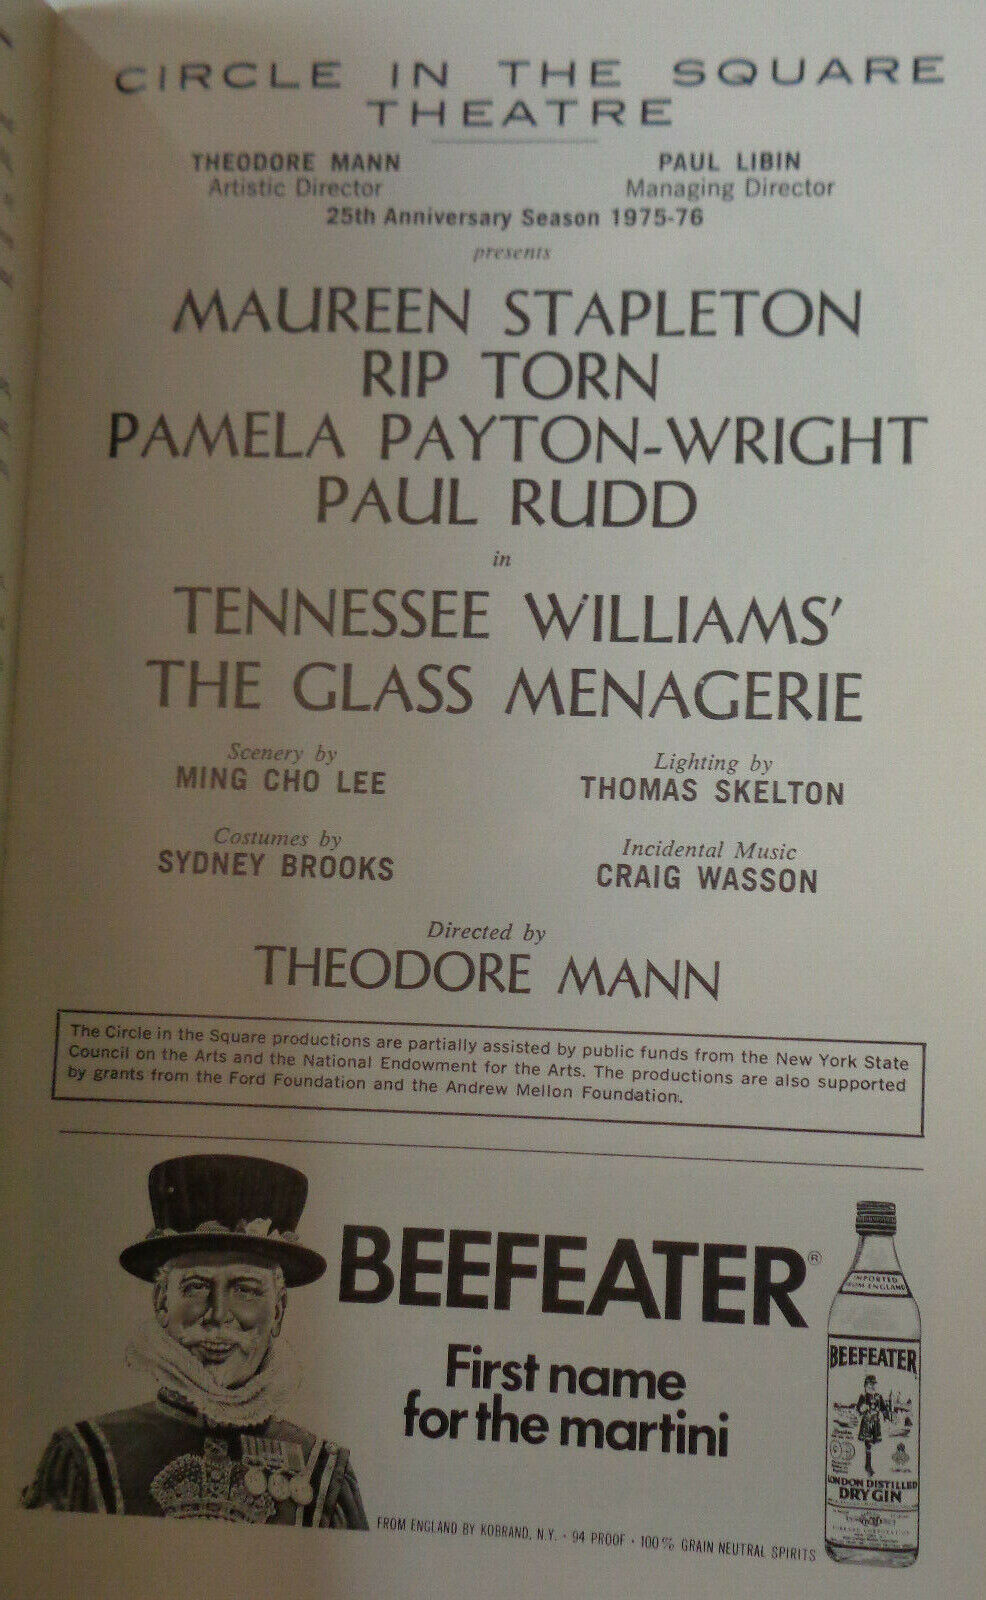 CIRCLE IN THE SQUARE
THEATRE
THEODORE MANN
Artistic Director
PAUL LIBIN
Managing Director
25th Anniversary Season 1975-76
presents
MAUREEN STAPLETON
RIP TORN
PAMELA PAYTON-WRIGHT
PAUL RUDD
in
TENNESSEE WILLIAMS'
THE GLASS MENAGERIE
Scenery by
MING CHO LEE
Lighting by
THOMAS SKELTON
Costumes by
SYDNEY BROOKS
Incidental Music
CRAIG WASSON
Directed by
THEODORE MANN
The Circle in the Square productions are partially assisted by public funds from the New York State
Council on the Arts and the National Endowment for the Arts. The productions are also supported
by grants from the Ford Foundation and the Andrew Mellon Foundation.
BEEFEATER®
First name
for the martini
IMPORTED
FROM ENGLAND
BEEFEATER
LONDON DISTILLED
DRY GIN
FROM ENGLAND BY KOBRAND, N.Y. · 94 PROOF · 100% GRAIN NEUTRAL SPIRITS